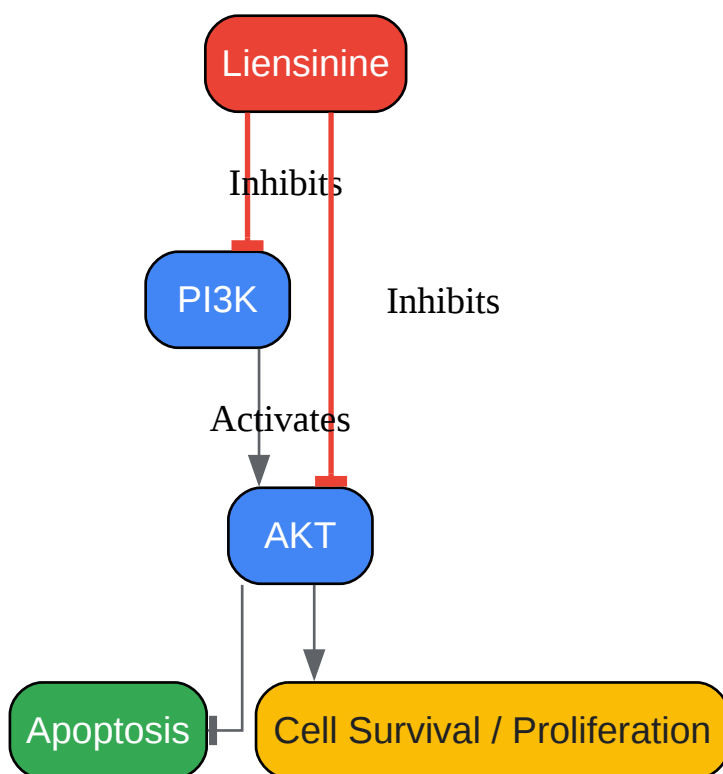 Liensinine
Inhibits
PI3K
Inhibits
Activates
AKT
Apoptosis
Cell Survival / Proliferation